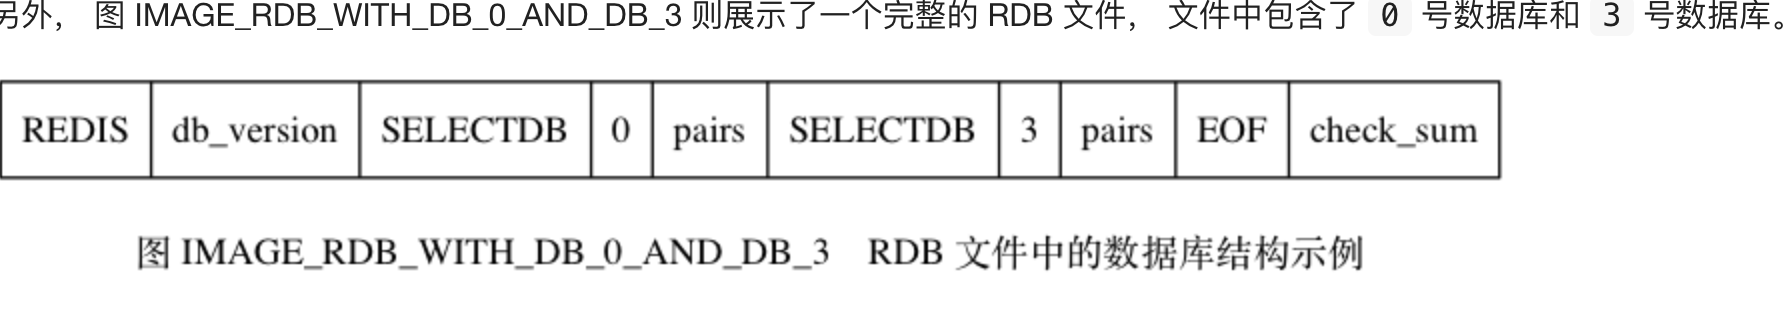 另外， 图 IMAGE_RDB_WITH_DB_0_AND_DB_3 则展示了一个完整的 RDB 文件， 文件中包含了 0 号数据库和 3 号数据库。
REDIS db_version SELECTDB 0 pairs SELECTDB 3 pairs EOF check_sum
图 IMAGE_RDB_WITH_DB_0_AND_DB_3 RDB 文件中的数据库结构示例